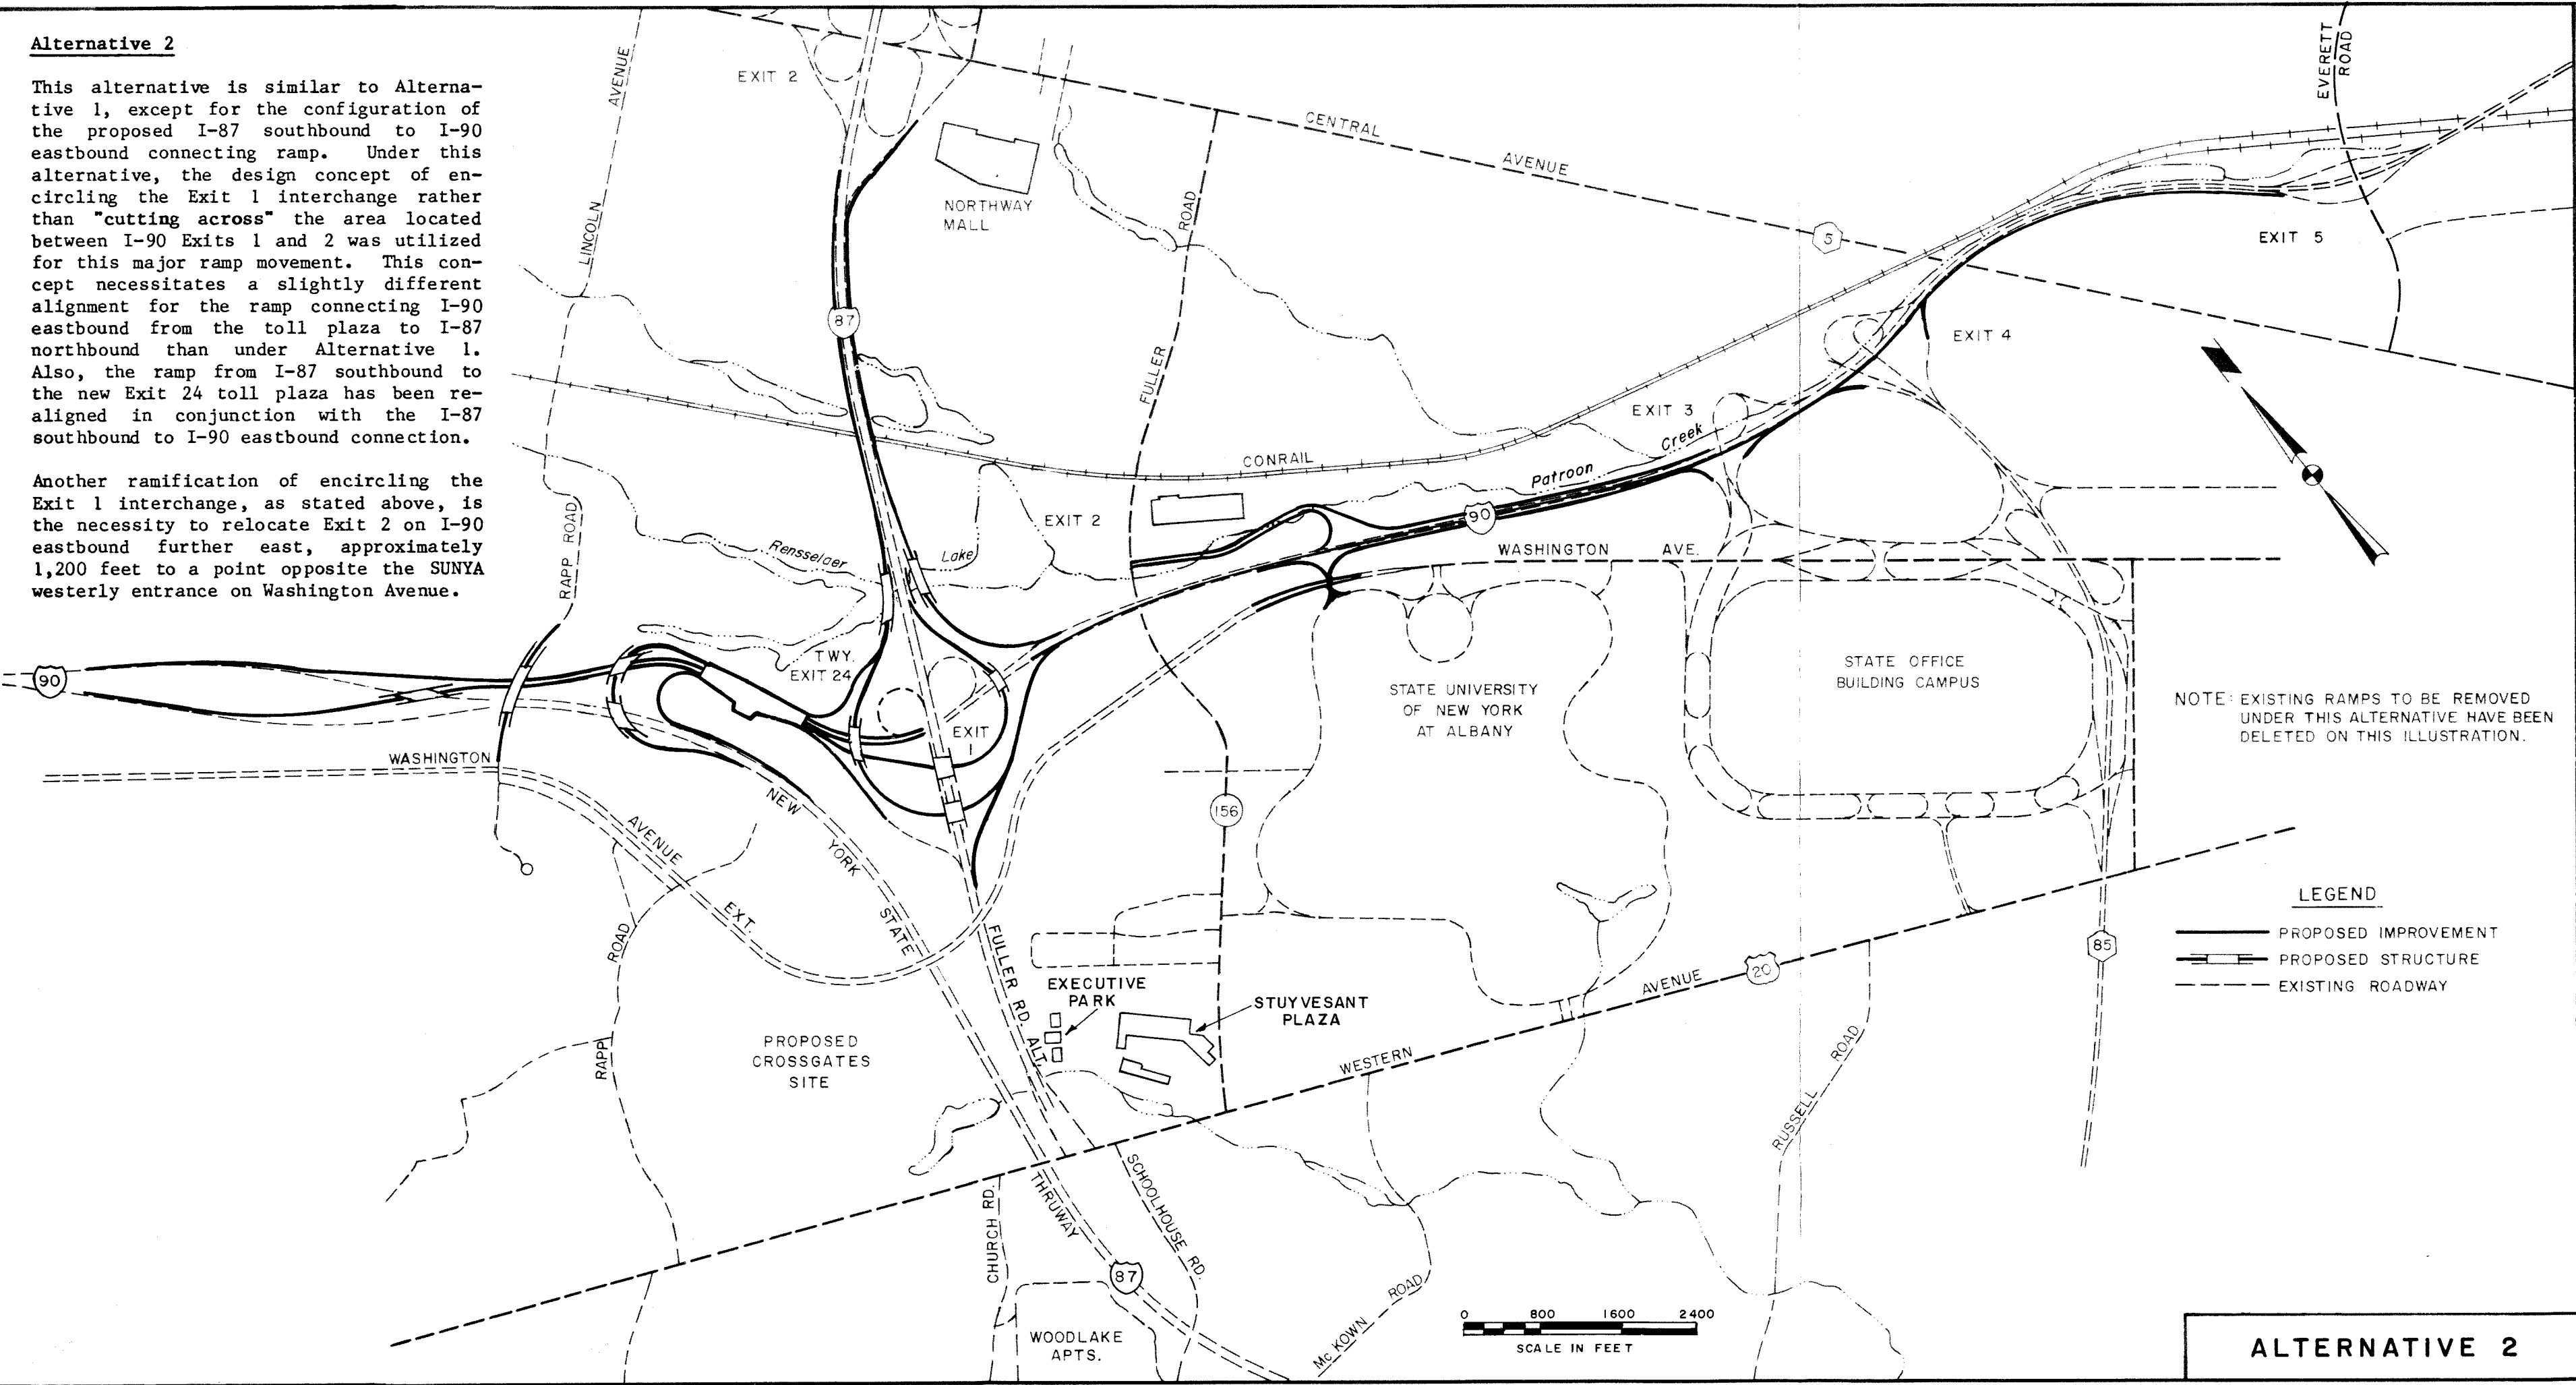 Alternative 2
This alternative is similar to Alterna-
tive 1, except for the configuration of
the proposed I-87 southbound to I-90
eastbound connecting ramp. Under this
alternative, the design concept of en-
circling the Exit 1 interchange rather
than "cutting across" the area located
between I-90 Exits 1 and 2 was utilized
for this major ramp movement. This con-
cept necessitates a slightly different
alignment for the ramp connecting I-90
eastbound from the toll plaza to I-87
northbound than under Alternative 1.
Also, the ramp from I-87 southbound to
the new Exit 24 toll plaza has been re-
aligned in conjunction with the I-87
southbound to I-90 eastbound connection.
Another ramification of encircling the
Exit 1 interchange, as stated above, is
the necessity to relocate Exit 2 on I-90
eastbound further east, approximately
1,200 feet to a point opposite the SUNYA
westerly entrance on Washington Avenue.
LINCOLN AVENUE
EXIT 2
NORTHWAY
MALL
87
FULLER ROAD
CENTRAL AVENUE
5
EVERETT
ROAD
EXIT 5
EXIT 4
EXIT 3
Patroon Creek
CONRAIL
90
EXIT 2
RAPP ROAD
Rensselaer Lake
WASHINGTON AVE.
TWY.
EXIT 24
EXIT
1
90
WASHINGTON AVENUE EXT.
NEW YORK STATE THRUWAY
STATE UNIVERSITY
OF NEW YORK
AT ALBANY
STATE OFFICE
BUILDING CAMPUS
NOTE: EXISTING RAMPS TO BE REMOVED
UNDER THIS ALTERNATIVE HAVE BEEN
DELETED ON THIS ILLUSTRATION.
156
RAPP ROAD
FULLER RD. ALT.
EXECUTIVE
PARK
STUYVESANT
PLAZA
PROPOSED
CROSSGATES
SITE
WESTERN AVENUE
20
85
LEGEND
PROPOSED IMPROVEMENT
PROPOSED STRUCTURE
EXISTING ROADWAY
CHURCH RD.
SCHOOLHOUSE RD.
87
RUSSELL ROAD
McKOWN ROAD
WOODLAKE
APTS.
0 800 1600 2400
SCALE IN FEET
ALTERNATIVE 2